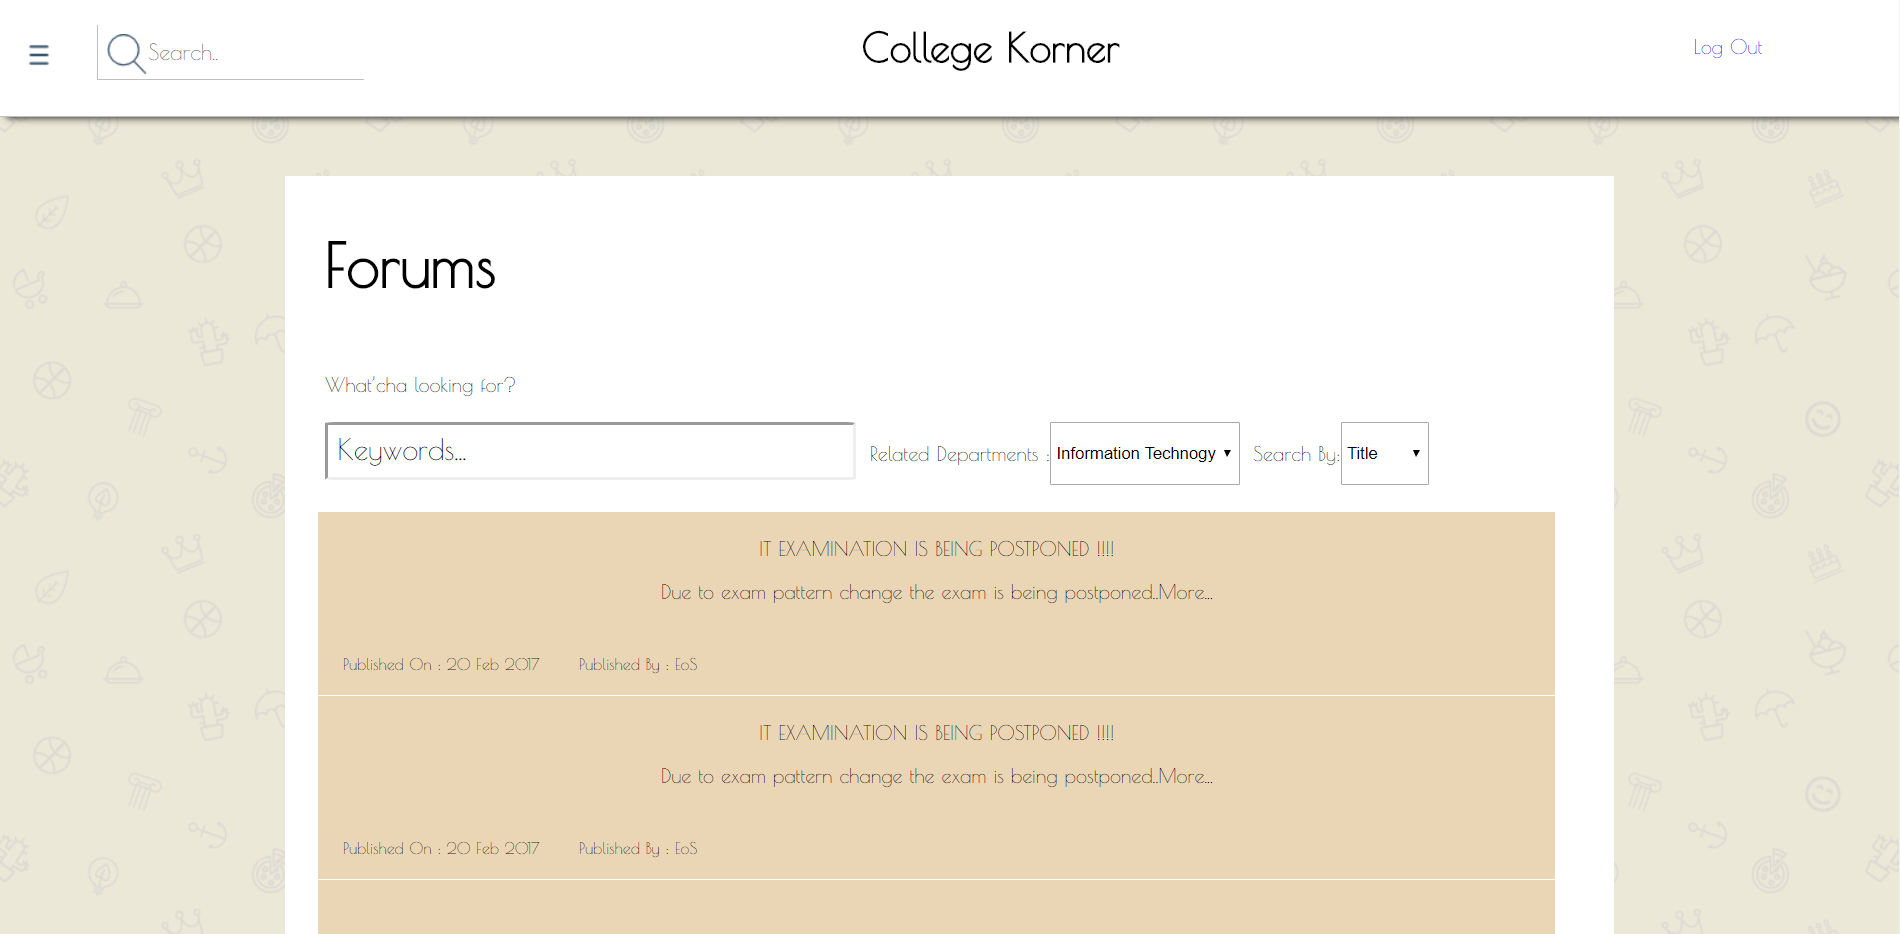 ☰ Search.. College Korner Log Out
Forums
What'cha looking for?
Keywords... Related Departments : Information Technogy Search By: Title
IT EXAMINATION IS BEING POSTPONED !!!!
Due to exam pattern change the exam is being postponed..More...
Published On : 20 Feb 2017 Published By : EoS
IT EXAMINATION IS BEING POSTPONED !!!!
Due to exam pattern change the exam is being postponed..More...
Published On : 20 Feb 2017 Published By : EoS